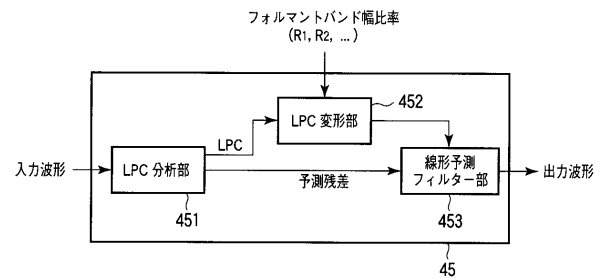 フォルマントバンド幅比率
(R1, R2, ...)
452
LPC 変形部
LPC
入力波形
LPC 分析部
予測残差
線形予測
フィルター部
出力波形
451
453
45